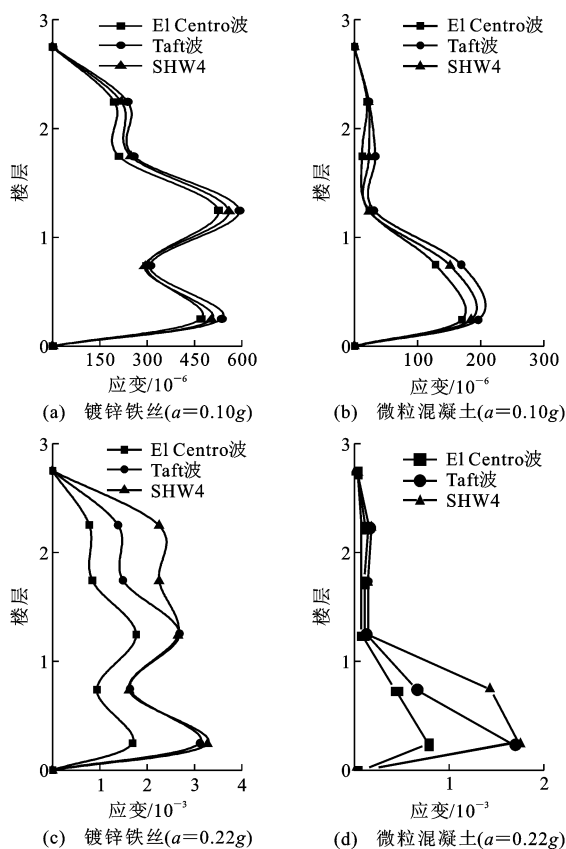 El Centro波
Taft波
SHW4
3
2
1
0
楼层
150 300 450 600
应变/10⁻⁶
(a) 镀锌铁丝(a=0.10g)
El Centro波
Taft波
SHW4
3
2
1
0
楼层
100 200 300
应变/10⁻⁶
(b) 微粒混凝土(a=0.10g)
El Centro波
Taft波
SHW4
3
2
1
0
楼层
1 2 3 4
应变/10⁻³
(c) 镀锌铁丝(a=0.22g)
El Centro波
Taft波
SHW4
3
2
1
0
楼层
1 2
应变/10⁻³
(d) 微粒混凝土(a=0.22g)